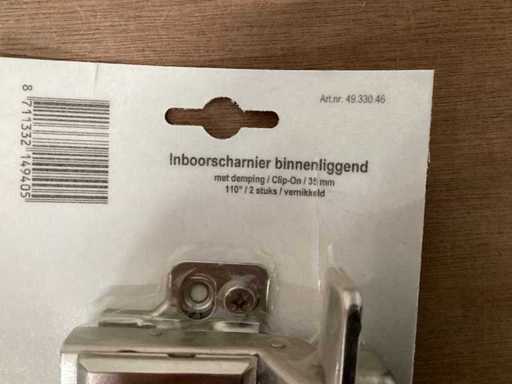 Art.nr. 49.330.46
Inboorscharnier binnenliggend
met demping / Clip-On / 35 mm
110° / 2 stuks / vernikkeld
8 711332 149405